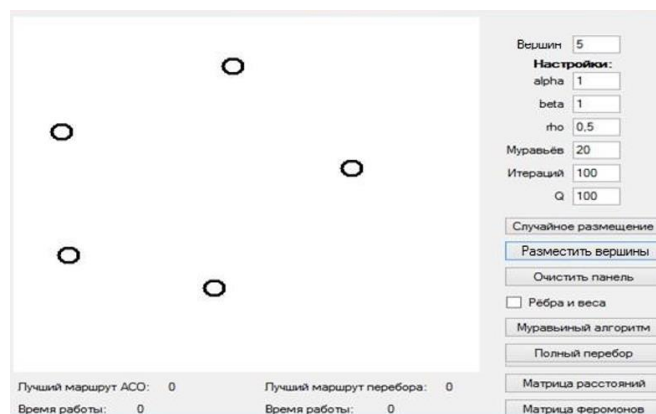 Вершин 5
Настройки:
alpha 1
beta 1
rho 0,5
Муравьёв 20
Итераций 100
Q 100
Случайное размещение
Разместить вершины
Очистить панель
Рёбра и веса
Муравьиный алгоритм
Полный перебор
Матрица расстояний
Матрица феромонов
Лучший маршрут ACO: 0 Лучший маршрут перебора: 0
Время работы: 0 Время работы: 0